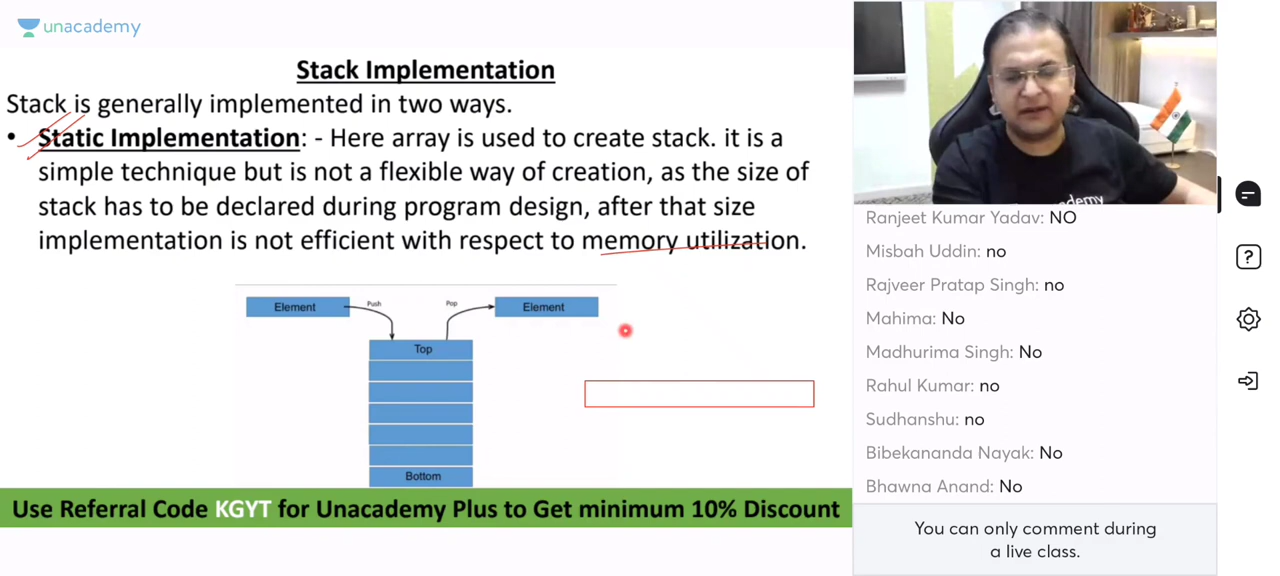 unacademy
Stack Implementation
Stack is generally implemented in two ways.
• Static Implementation: - Here array is used to create stack. it is a
simple technique but is not a flexible way of creation, as the size of
stack has to be declared during program design, after that size
implementation is not efficient with respect to memory utilization.
Element
Push
Pop
Element
Top
Bottom
Use Referral Code KGYT for Unacademy Plus to Get minimum 10% Discount
Ranjeet Kumar Yadav: NO
Misbah Uddin: no
Rajveer Pratap Singh: no
Mahima: No
Madhurima Singh: No
Rahul Kumar: no
Sudhanshu: no
Bibekananda Nayak: No
Bhawna Anand: No
You can only comment during
a live class.